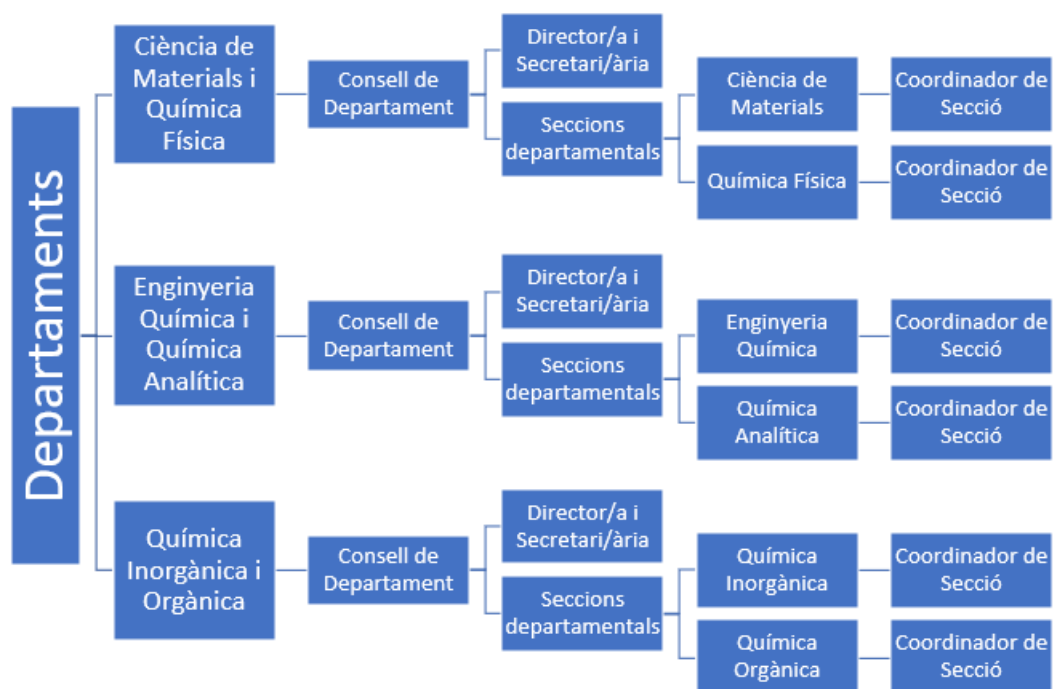 Departaments
Ciència de
Materials i
Química
Física
Consell de
Departament
Director/a i
Secretari/ària
Seccions
departamentals
Ciència de
Materials
Coordinador de
Secció
Química Física
Coordinador de
Secció
Enginyeria
Química i
Química
Analítica
Consell de
Departament
Director/a i
Secretari/ària
Seccions
departamentals
Enginyeria
Química
Coordinador de
Secció
Química
Analítica
Coordinador de
Secció
Química
Inorgànica i
Orgànica
Consell de
Departament
Director/a i
Secretari/ària
Seccions
departamentals
Química
Inorgànica
Coordinador de
Secció
Química
Orgànica
Coordinador de
Secció